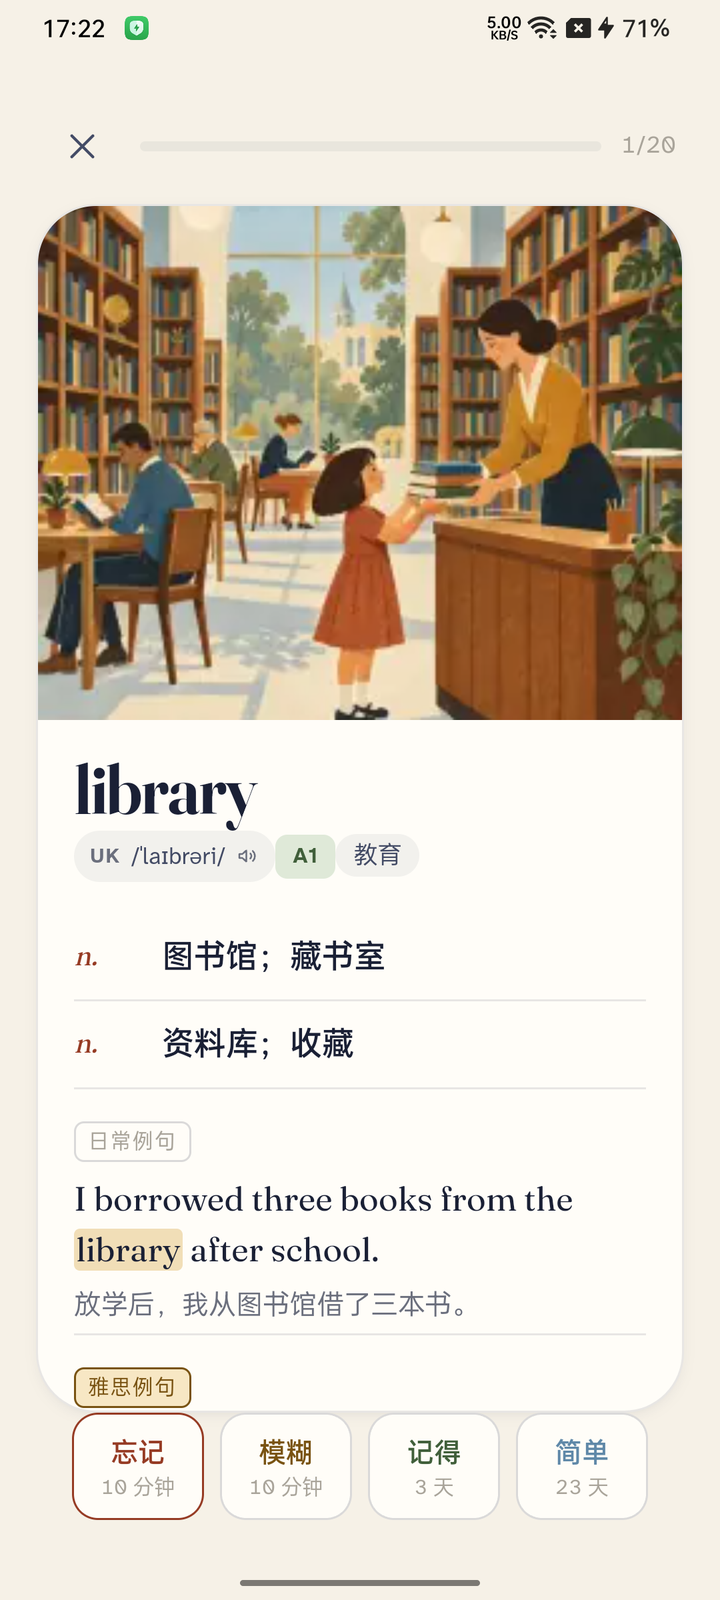 17:22
5.00
KB/S
71%
1/20
library
UK /ˈlaɪbrəri/
A1
教育
n. 图书馆；藏书室
n. 资料库；收藏
日常例句
I borrowed three books from the
library after school.
放学后，我从图书馆借了三本书。
雅思例句
忘记
10 分钟
模糊
10 分钟
记得
3 天
简单
23 天